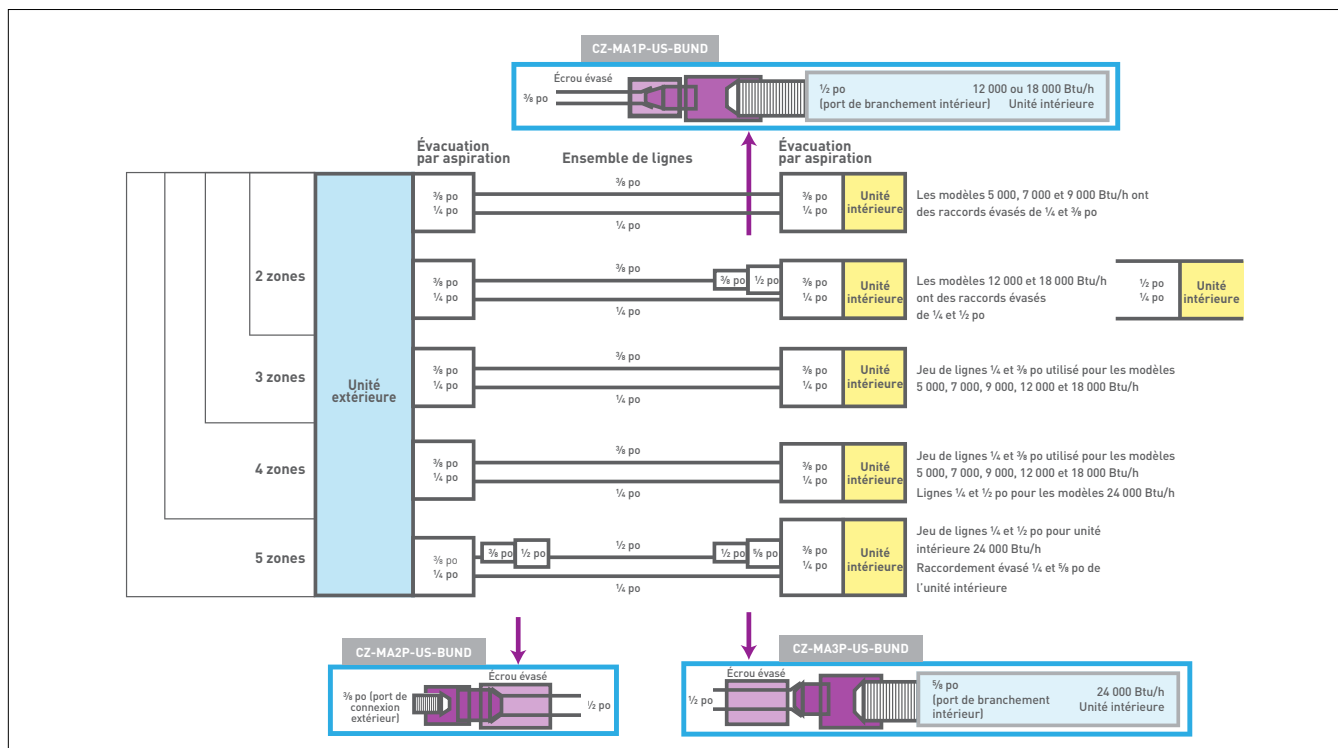 CZ-MA1P-US-BUND
Écrou évasé
⅜ po
½ po 12 000 ou 18 000 Btu/h
(port de branchement intérieur) Unité intérieure
Évacuation
par aspiration
Ensemble de lignes
Évacuation
par aspiration
⅜ po
¼ po
⅜ po
¼ po
⅜ po
¼ po
Unité
intérieure
Les modèles 5 000, 7 000 et 9 000 Btu/h ont
des raccords évasés de ¼ et ⅜ po
2 zones
⅜ po
¼ po
⅜ po
⅜ po
½ po
¼ po
⅜ po
¼ po
Unité
intérieure
Les modèles 12 000 et 18 000 Btu/h
ont des raccords évasés
de ¼ et ½ po
½ po
¼ po
Unité
intérieure
3 zones
Unité
extérieure
⅜ po
¼ po
⅜ po
¼ po
⅜ po
¼ po
Unité
intérieure
Jeu de lignes ¼ et ⅜ po utilisé pour les modèles
5 000, 7 000, 9 000, 12 000 et 18 000 Btu/h
4 zones
⅜ po
¼ po
⅜ po
¼ po
⅜ po
¼ po
Unité
intérieure
Jeu de lignes ¼ et ⅜ po utilisé pour les modèles
5 000, 7 000, 9 000, 12 000 et 18 000 Btu/h
Lignes ¼ et ½ po pour les modèles 24 000 Btu/h
5 zones
⅜ po
¼ po
⅜ po
½ po
½ po
½ po
⅝ po
¼ po
⅜ po
¼ po
Unité
intérieure
Jeu de lignes ¼ et ½ po pour unité
intérieure 24 000 Btu/h
Raccordement évasé ¼ et ⅝ po de
l'unité intérieure
CZ-MA2P-US-BUND
Écrou évasé
⅜ po (port de
connexion
extérieur)
½ po
CZ-MA3P-US-BUND
Écrou évasé
½ po
⅝ po
(port de branchement
intérieur)
24 000 Btu/h
Unité intérieure